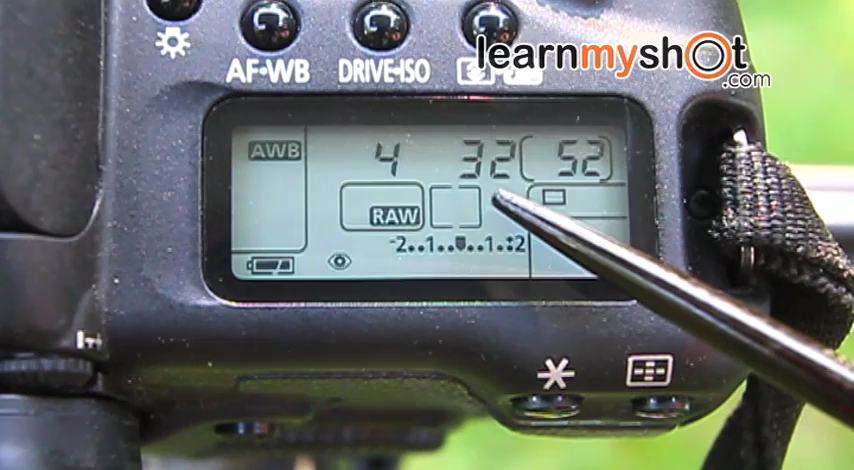 learnmyshot
.com
AF•WB DRIVE•ISO
AWB 4 32 [52]
RAW
-2..1..▼..1..+2